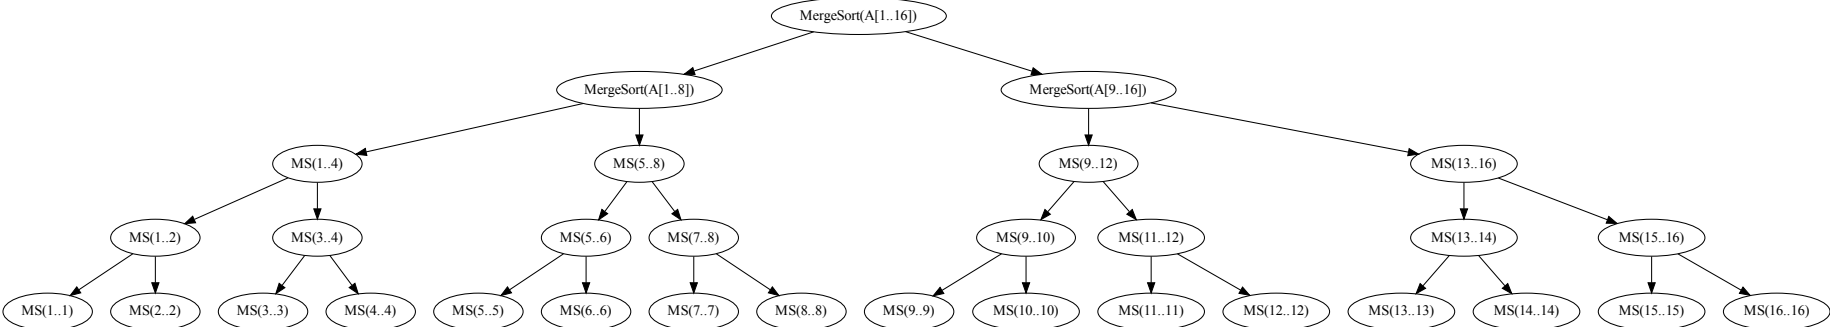 MergeSort(A[1..16])
MergeSort(A[1..8])
MergeSort(A[9..16])
MS(1..4)
MS(5..8)
MS(9..12)
MS(13..16)
MS(1..2)
MS(3..4)
MS(5..6)
MS(7..8)
MS(9..10)
MS(11..12)
MS(13..14)
MS(15..16)
MS(1..1)
MS(2..2)
MS(3..3)
MS(4..4)
MS(5..5)
MS(6..6)
MS(7..7)
MS(8..8)
MS(9..9)
MS(10..10)
MS(11..11)
MS(12..12)
MS(13..13)
MS(14..14)
MS(15..15)
MS(16..16)